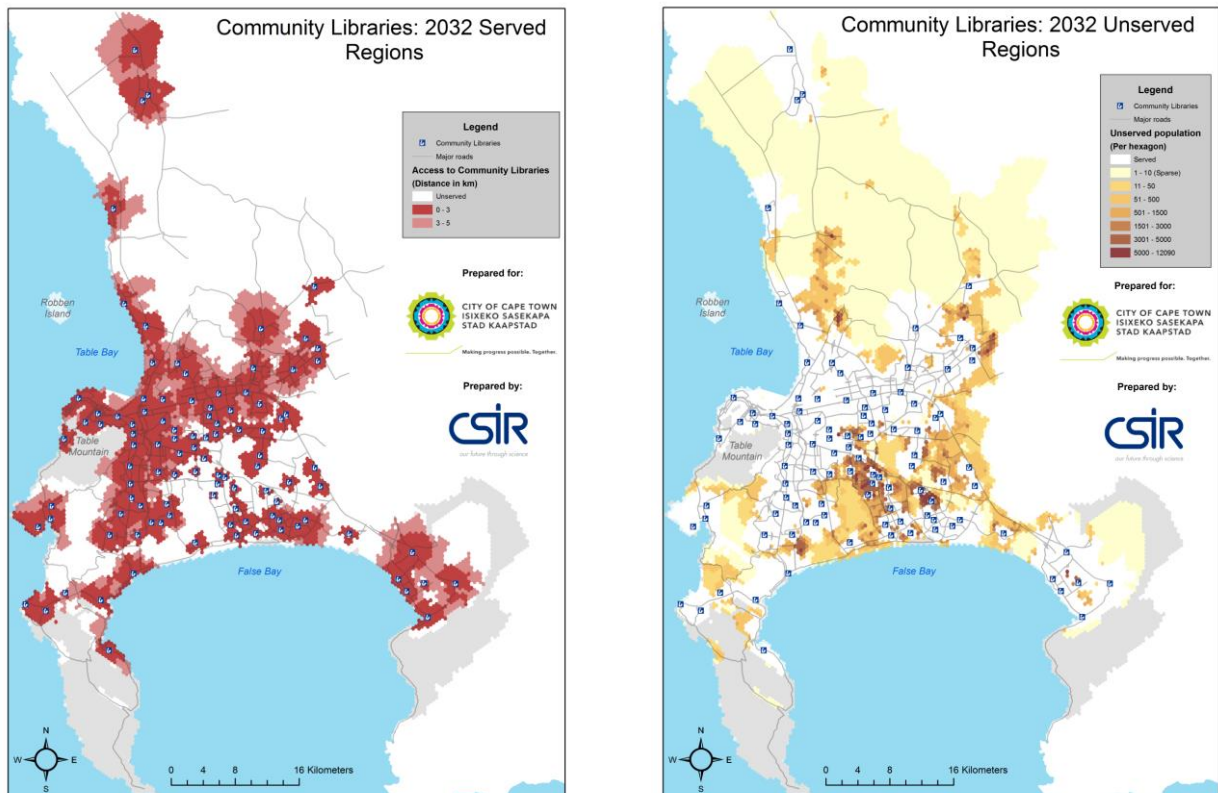 Community Libraries: 2032 Served
Regions
Legend
Community Libraries
Major roads
Access to Community Libraries
(Distance in km)
Unserved
0 - 3
3 - 5
Prepared for:
CITY OF CAPE TOWN
ISIXEKO SASEKAPA
STAD KAAPSTAD
Making progress possible. Together.
Prepared by:
CSIR
our future through science
Robben
Island
Table Bay
Table
Mountain
False Bay
N
W E
S
0 4 8 16 Kilometers
Community Libraries: 2032 Unserved
Regions
Legend
Community Libraries
Major roads
Unserved population
(Per hexagon)
Served
1 - 10 (Sparse)
11 - 50
51 - 500
501 - 1500
1501 - 3000
3001 - 5000
5000 - 12090
Prepared for:
CITY OF CAPE TOWN
ISIXEKO SASEKAPA
STAD KAAPSTAD
Making progress possible. Together.
Prepared by:
CSIR
our future through science
Robben
Island
Table Bay
Table
Mountain
False Bay
N
W E
S
0 4 8 16 Kilometers